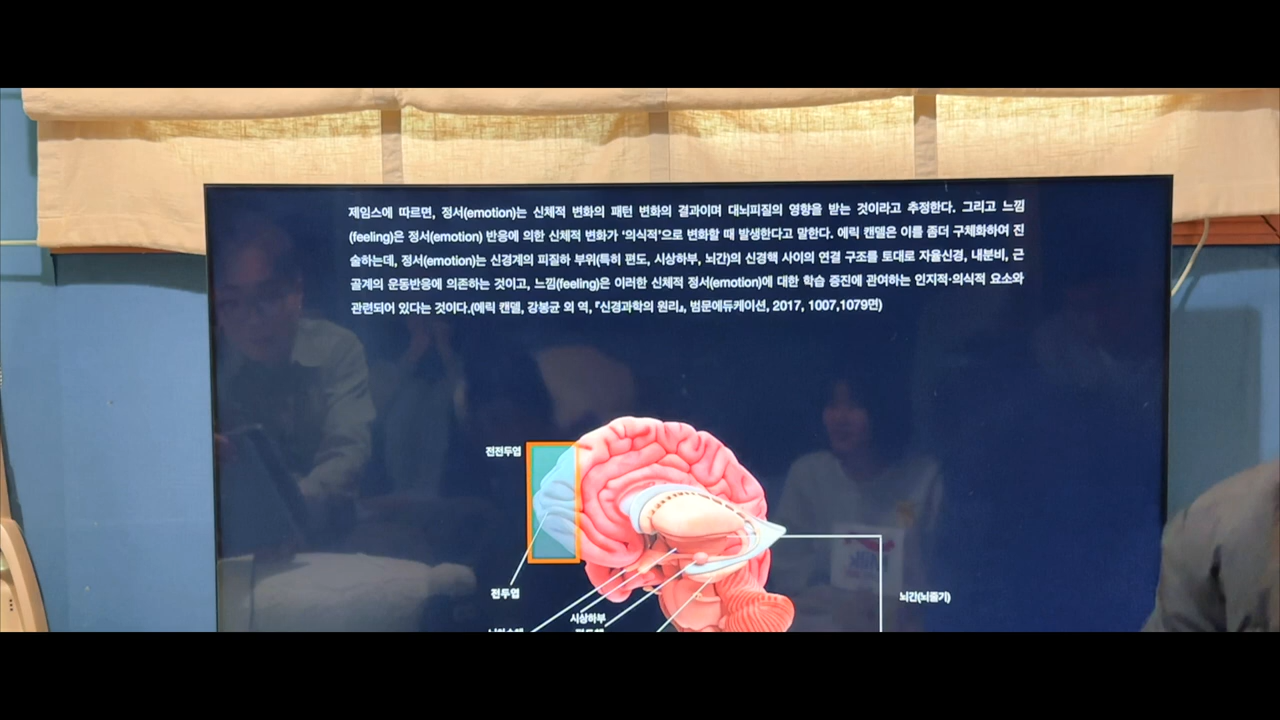 제임스에 따르면, 정서(emotion)는 신체적 변화의 패턴 변화의 결과이며 대뇌피질의 영향을 받는 것이라고 추정한다. 그리고 느낌
(feeling)은 정서(emotion) 반응에 의한 신체적 변화가 '의식적'으로 변화할 때 발생한다고 말한다. 에릭 캔델은 이를 좀더 구체화하여 진
술하는데, 정서(emotion)는 신경계의 피질하 부위(특히 편도, 시상하부, 뇌간)의 신경핵 사이의 연결 구조를 토대로 자율신경, 내분비, 근
골계의 운동반응에 의존하는 것이고, 느낌(feeling)은 이러한 신체적 정서(emotion)에 대한 학습 증진에 관여하는 인지적·의식적 요소와
관련되어 있다는 것이다.(에릭 캔델, 강봉균 외 역, 『신경과학의 원리』, 범문에듀케이션, 2017, 1007,1079면)
전전두엽
전두엽
시상하부
뇌간(뇌줄기)